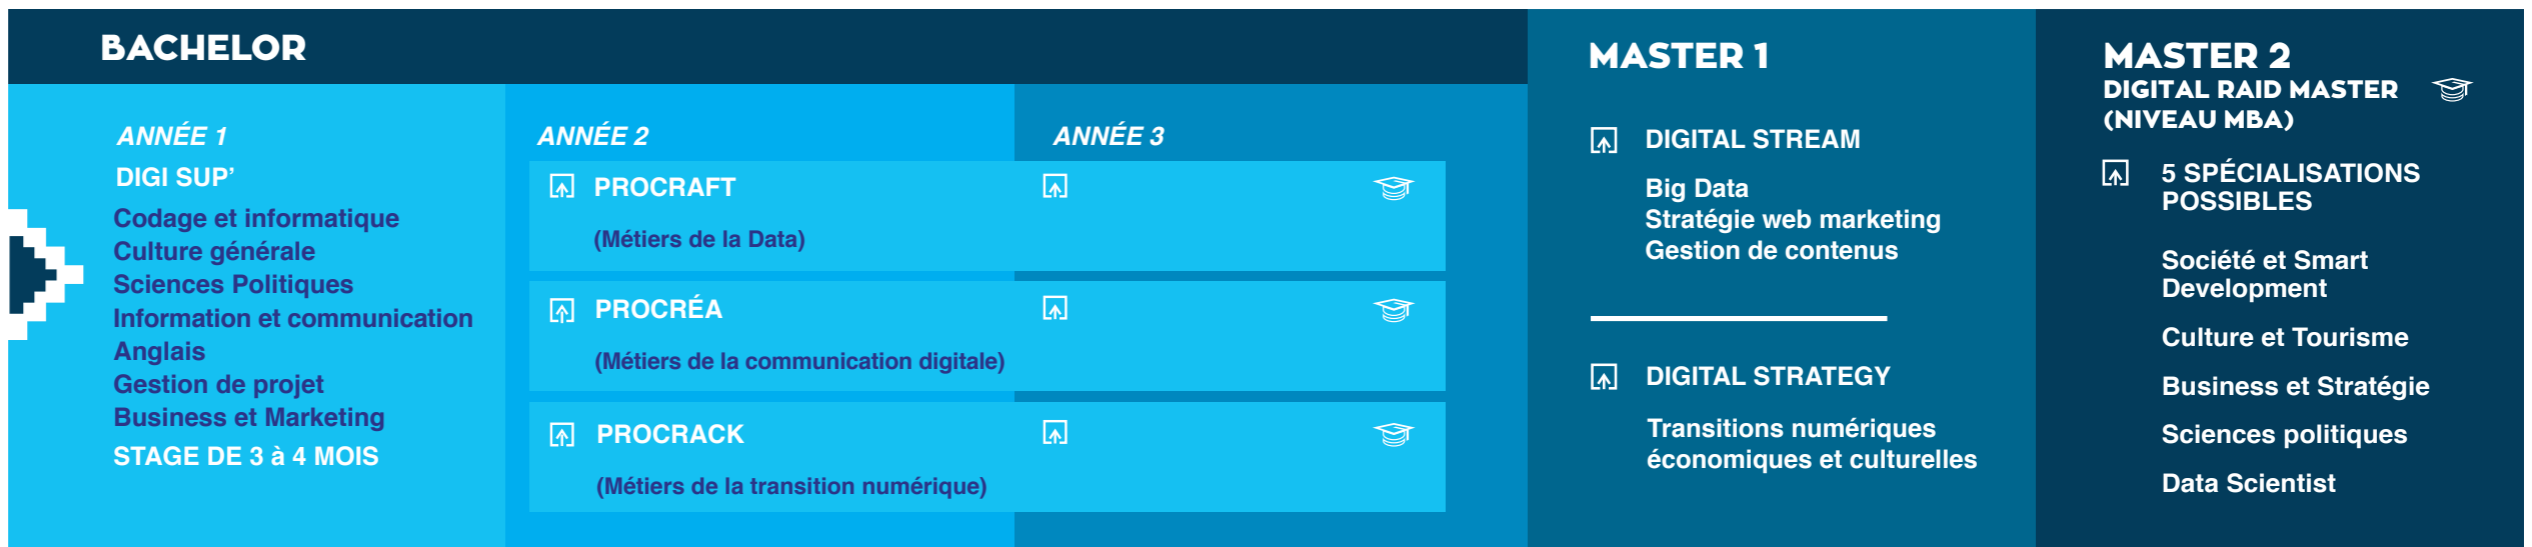 BACHELOR
ANNÉE 1
DIGI SUP’
Codage et informatique
Culture générale
Sciences Politiques
Information et communication
Anglais
Gestion de projet
Business et Marketing
STAGE DE 3 à 4 MOIS
ANNÉE 2
ANNÉE 3
PROCRAFT
(Métiers de la Data)
PROCRÉA
(Métiers de la communication digitale)
PROCRACK
(Métiers de la transition numérique)
MASTER 1
DIGITAL STREAM
Big Data
Stratégie web marketing
Gestion de contenus
DIGITAL STRATEGY
Transitions numériques
économiques et culturelles
MASTER 2
DIGITAL RAID MASTER
(NIVEAU MBA)
5 SPÉCIALISATIONS
POSSIBLES
Société et Smart
Development
Culture et Tourisme
Business et Stratégie
Sciences politiques
Data Scientist